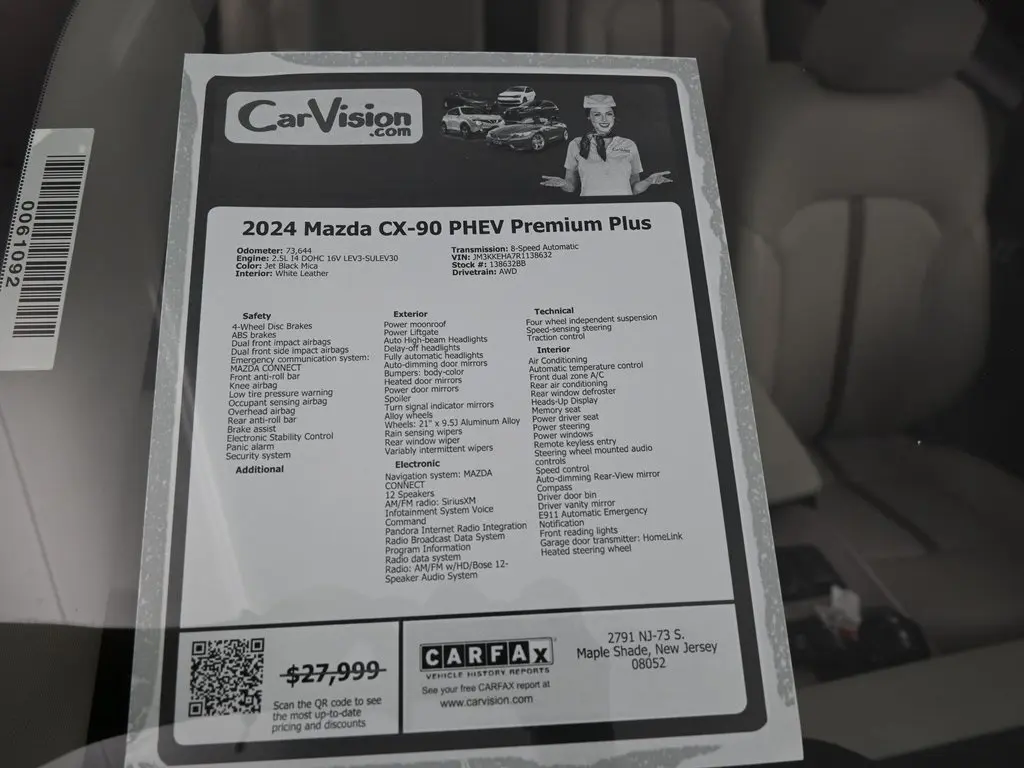 0061092
CarVision
.com
2024 Mazda CX-90 PHEV Premium Plus
Odometer: 73,644
Engine: 2.5L I4 DOHC 16V LEV3-SULEV30
Color: Jet Black Mica
Interior: White Leather
Transmission: 8-Speed Automatic
VIN: JM3KKEHA7R1138632
Stock #: 138632BB
Drivetrain: AWD
Safety
4-Wheel Disc Brakes
ABS brakes
Dual front impact airbags
Dual front side impact airbags
Emergency communication system:
MAZDA CONNECT
Front anti-roll bar
Knee airbag
Low tire pressure warning
Occupant sensing airbag
Overhead airbag
Rear anti-roll bar
Brake assist
Electronic Stability Control
Panic alarm
Security system
Additional
Exterior
Power moonroof
Power Liftgate
Auto High-beam Headlights
Delay-off headlights
Fully automatic headlights
Auto-dimming door mirrors
Bumpers: body-color
Heated door mirrors
Power door mirrors
Spoiler
Turn signal indicator mirrors
Alloy wheels
Wheels: 21" x 9.5J Aluminum Alloy
Rain sensing wipers
Rear window wiper
Variably intermittent wipers
Electronic
Navigation system: MAZDA
CONNECT
12 Speakers
AM/FM radio: SiriusXM
Infotainment System Voice
Command
Pandora Internet Radio Integration
Radio Broadcast Data System
Program Information
Radio data system
Radio: AM/FM w/HD/Bose 12-
Speaker Audio System
Technical
Four wheel independent suspension
Speed-sensing steering
Traction control
Interior
Air Conditioning
Automatic temperature control
Front dual zone A/C
Rear air conditioning
Rear window defroster
Heads-Up Display
Memory seat
Power driver seat
Power steering
Power windows
Remote keyless entry
Steering wheel mounted audio
controls
Speed control
Auto-dimming Rear-View mirror
Compass
Driver door bin
Driver vanity mirror
E911 Automatic Emergency
Notification
Front reading lights
Garage door transmitter: HomeLink
Heated steering wheel
$27,999
Scan the QR code to see
the most up-to-date
pricing and discounts
CARFAX
VEHICLE HISTORY REPORTS
See your free CARFAX report at
www.carvision.com
2791 NJ-73 S.
Maple Shade, New Jersey
08052